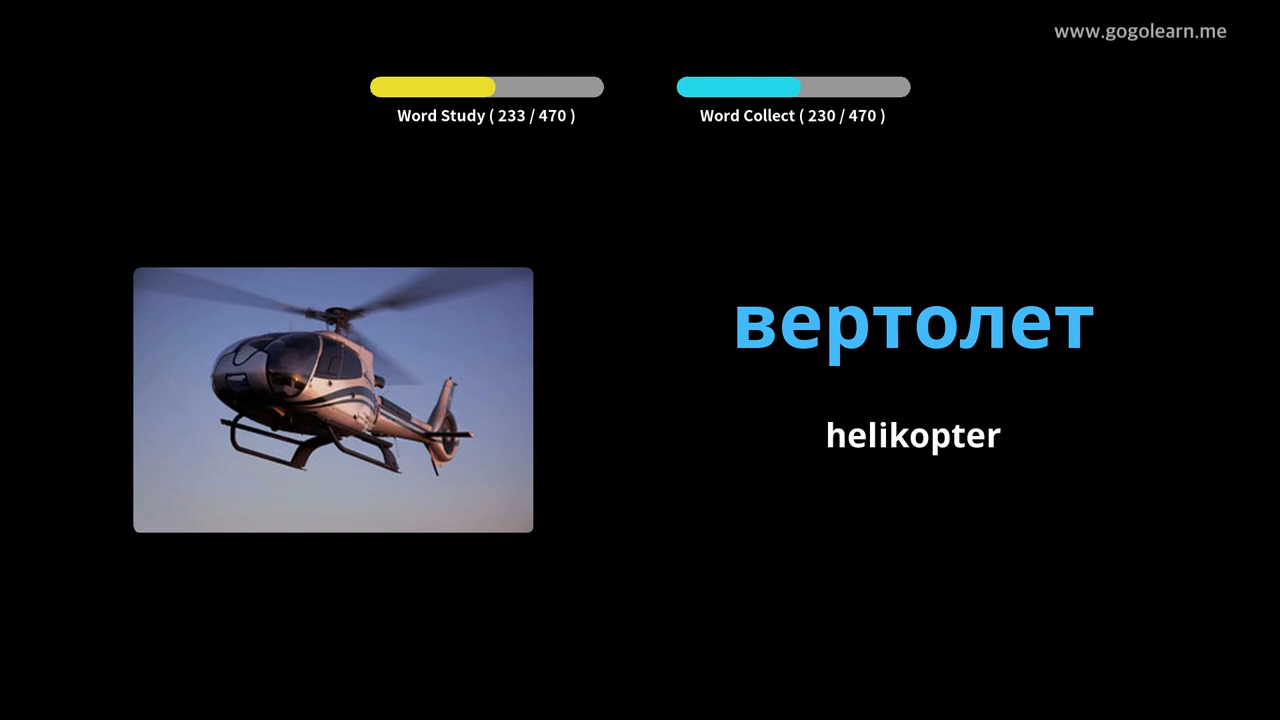 www.gogolearn.me
Word Study ( 233 / 470 )
Word Collect ( 230 / 470 )
вертолет
helikopter